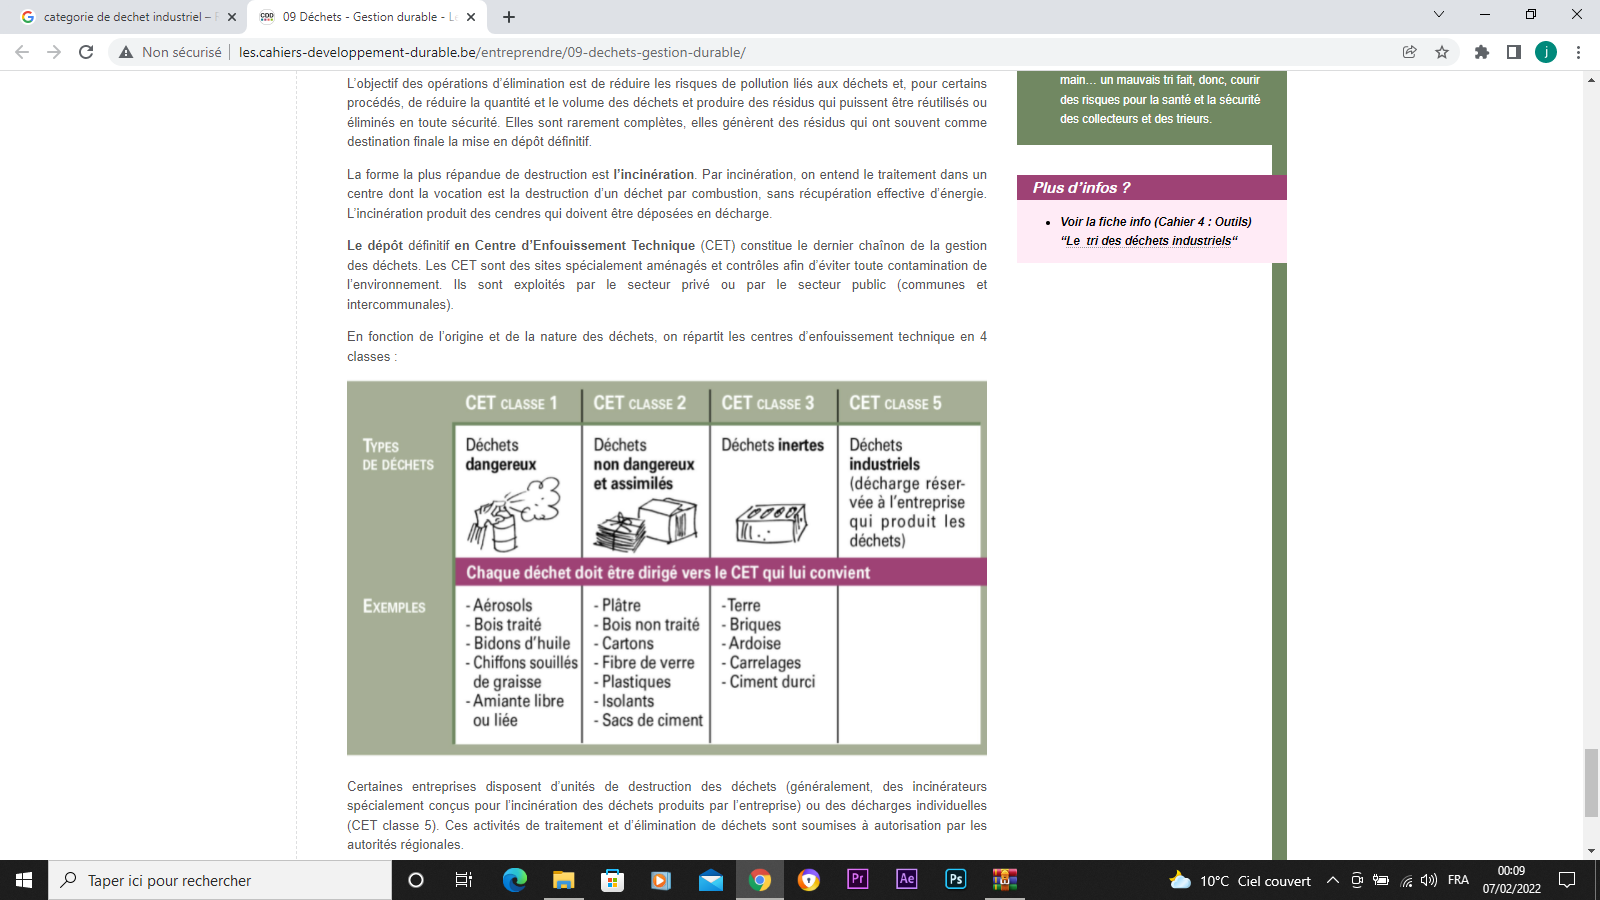 categorie de dechet industriel –
09 Déchets - Gestion durable -
Non sécurisé
les.cahiers-developpement-durable.be/entreprendre/09-dechets-gestion-durable/
j
L’objectif des opérations d’élimination est de réduire les risques de pollution liés aux déchets et, pour certains
procédés, de réduire la quantité et le volume des déchets et produire des résidus qui puissent être réutilisés ou
éliminés en toute sécurité. Elles sont rarement complètes, elles génèrent des résidus qui ont souvent comme
destination finale la mise en dépôt définitif.
La forme la plus répandue de destruction est l’incinération. Par incinération, on entend le traitement dans un
centre dont la vocation est la destruction d’un déchet par combustion, sans récupération effective d’énergie.
L’incinération produit des cendres qui doivent être déposées en décharge.
Le dépôt définitif en Centre d’Enfouissement Technique (CET) constitue le dernier chaînon de la gestion
des déchets. Les CET sont des sites spécialement aménagés et contrôles afin d’éviter toute contamination de
l’environnement. Ils sont exploités par le secteur privé ou par le secteur public (communes et
intercommunales).
En fonction de l’origine et de la nature des déchets, on répartit les centres d’enfouissement technique en 4
classes :
CET CLASSE 1
CET CLASSE 2
CET CLASSE 3
CET CLASSE 5
TYPES
DE DÉCHETS
Déchets
dangereux
Déchets
non dangereux
et assimilés
Déchets inertes
Déchets
industriels
(décharge réser-
vée à l’entreprise
qui produit les
déchets)
Chaque déchet doit être dirigé vers le CET qui lui convient
EXEMPLES
- Aérosols
- Bois traité
- Bidons d’huile
- Chiffons souillés
de graisse
- Amiante libre
ou liée
- Plâtre
- Bois non traité
- Cartons
- Fibre de verre
- Plastiques
- Isolants
- Sacs de ciment
- Terre
- Briques
- Ardoise
- Carrelages
- Ciment durci
Certaines entreprises disposent d’unités de destruction des déchets (généralement, des incinérateurs
spécialement conçus pour l’incinération des déchets produits par l’entreprise) ou des décharges individuelles
(CET classe 5). Ces activités de traitement et d’élimination de déchets sont soumises à autorisation par les
autorités régionales.
main… un mauvais tri fait, donc, courir
des risques pour la santé et la sécurité
des collecteurs et des trieurs.
Plus d’infos ?
• Voir la fiche info (Cahier 4 : Outils)
“Le tri des déchets industriels“
Taper ici pour rechercher
Pr
Ae
Ps
10°C Ciel couvert
FRA
00:09
07/02/2022